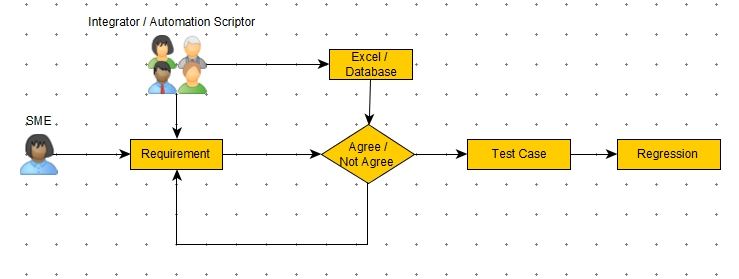 Integrator / Automation Scriptor
Excel /
Database
SME
Requirement
Agree /
Not Agree
Test Case
Regression